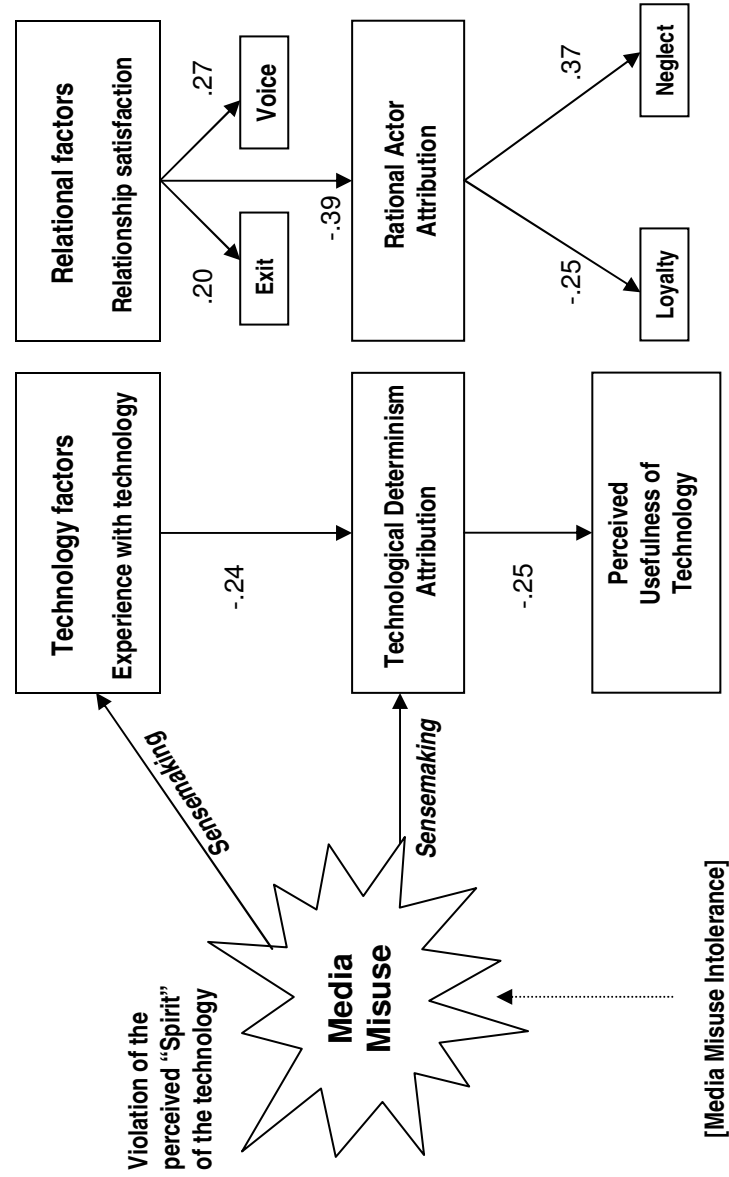 Violation of the
perceived “Spirit”
of the technology
Media
Misuse
[Media Misuse Intolerance]
Sensemaking
Sensemaking
Technology factors
Experience with technology
-.24
Technological Determinism
Attribution
-.25
Perceived
Usefulness of
Technology
Relational factors
Relationship satisfaction
.20
.27
Exit
Voice
-.39
Rational Actor
Attribution
-.25
.37
Loyalty
Neglect